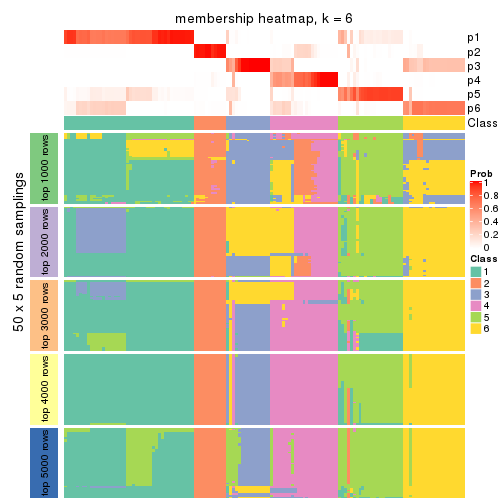 membership heatmap, k = 6
p1
p2
p3
p4
p5
p6
Class
50 x 5 random samplings
top 1000 rows
top 2000 rows
top 3000 rows
top 4000 rows
top 5000 rows
Prob
1
0.8
0.6
0.4
0.2
0
Class
1
2
3
4
5
6